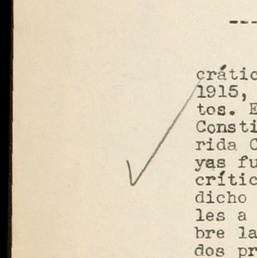 ---
crátic
1915,
tos. E
Consti
rida C
yas fu
crític
dicho
les a
bre la
dos pr